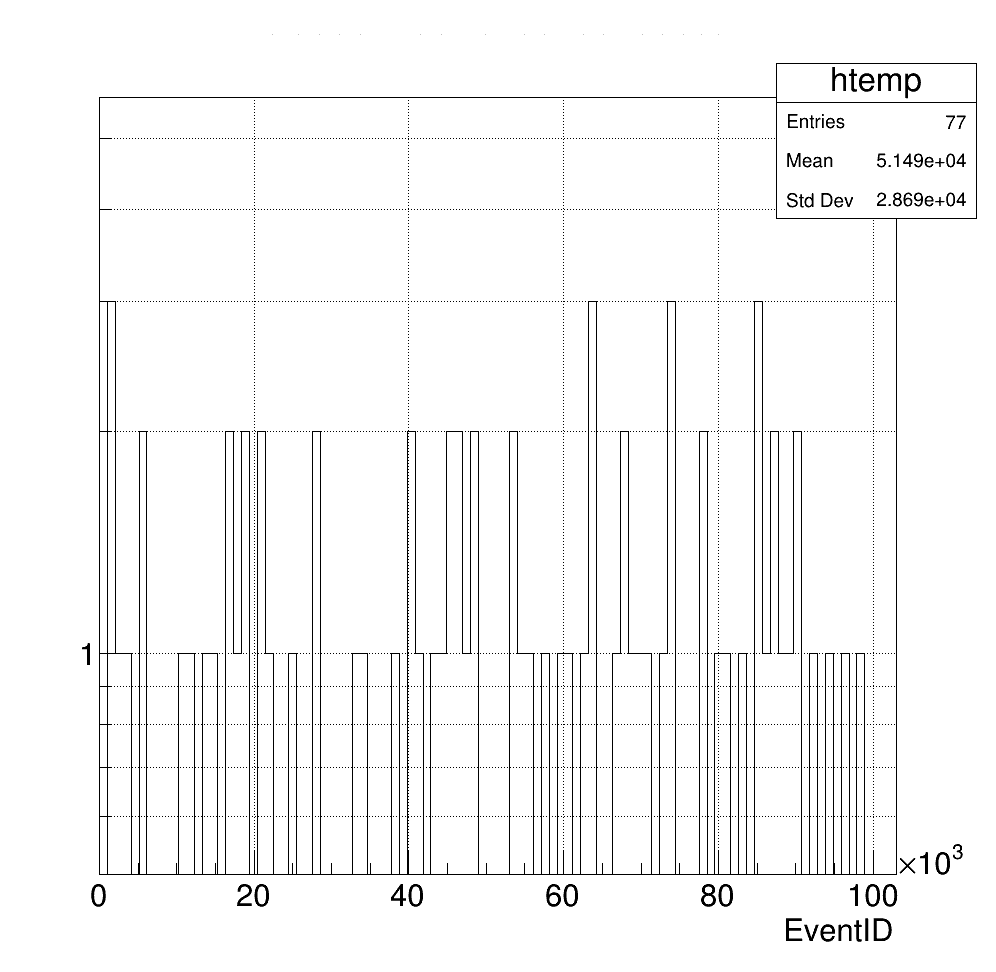 htemp
Entries 77
Mean 5.149e+04
Std Dev 2.869e+04
1
0 20 40 60 80 100
×10³
EventID